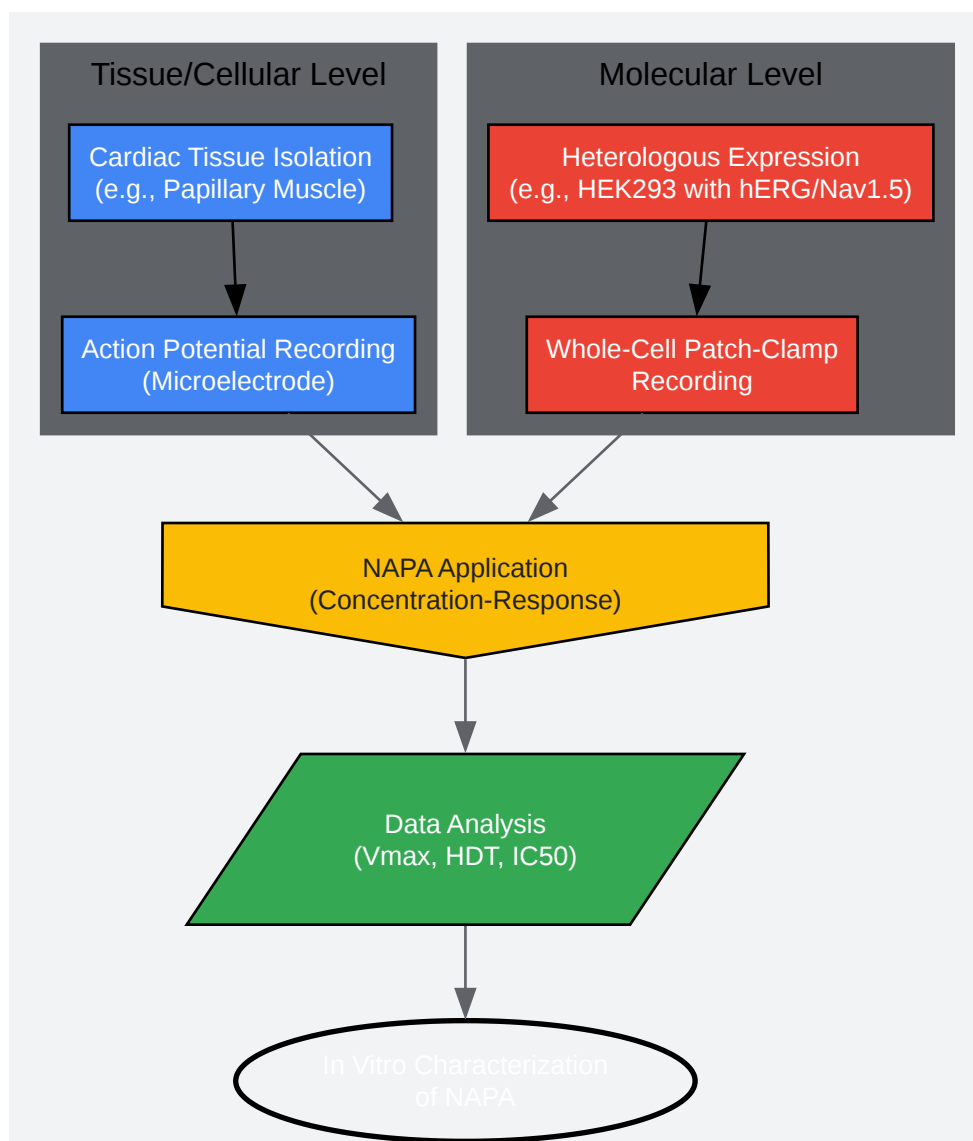 Tissue/Cellular Level
Cardiac Tissue Isolation
(e.g., Papillary Muscle)
Action Potential Recording
(Microelectrode)
Molecular Level
Heterologous Expression
(e.g., HEK293 with hERG/Nav1.5)
Whole-Cell Patch-Clamp
Recording
NAPA Application
(Concentration-Response)
Data Analysis
(Vmax, HDT, IC50)
In Vitro Characterization
of NAPA